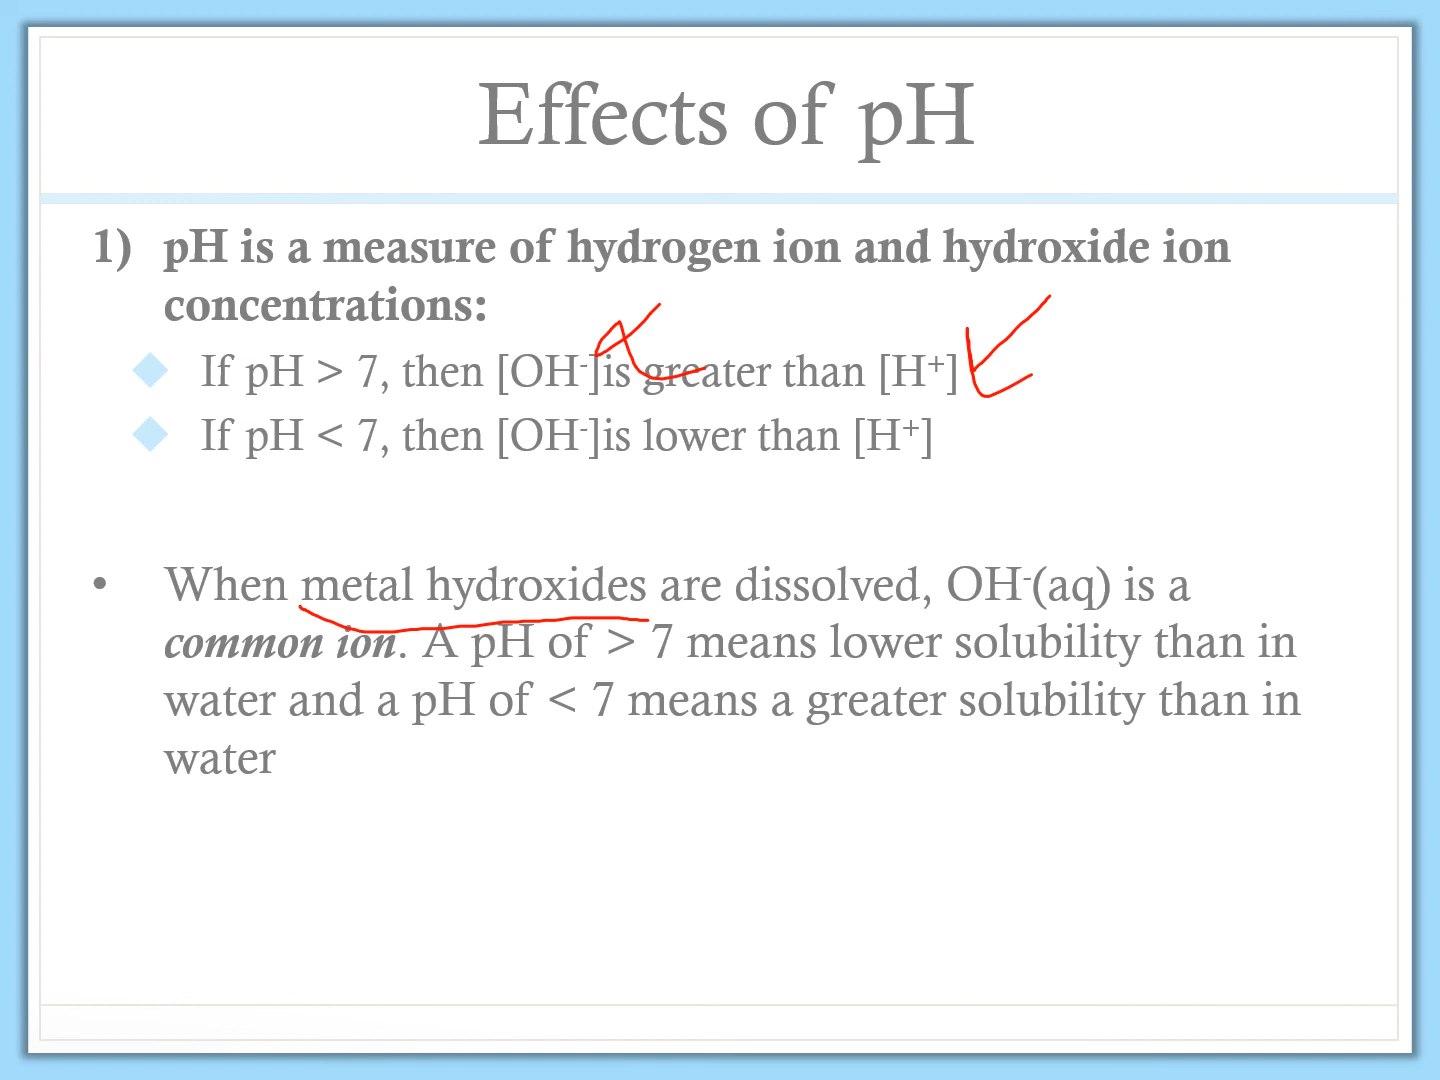 Effects of pH
1) pH is a measure of hydrogen ion and hydroxide ion
concentrations:
If pH > 7, then [OH⁻]is greater than [H⁺]
If pH < 7, then [OH⁻]is lower than [H⁺]
• When metal hydroxides are dissolved, OH⁻(aq) is a
common ion. A pH of > 7 means lower solubility than in
water and a pH of < 7 means a greater solubility than in
water